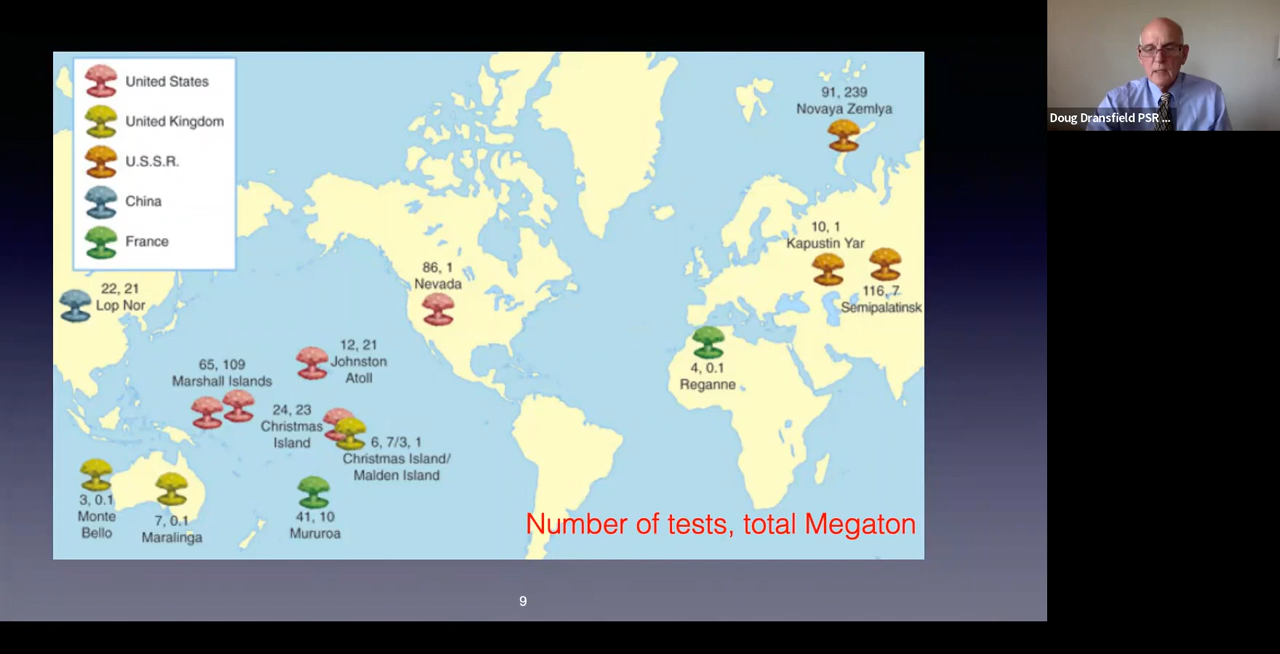 United States
United Kingdom
U.S.S.R.
China
France
91, 239
Novaya Zemlya
10, 1
Kapustin Yar
116, 7
Semipalatinsk
86, 1
Nevada
22, 21
Lop Nor
12, 21
Johnston
Atoll
65, 109
Marshall Islands
4, 0.1
Reganne
24, 23
Christmas
Island
6, 7/3, 1
Christmas Island/
Malden Island
3, 0.1
Monte
Bello
7, 0.1
Maralinga
41, 10
Mururoa
Number of tests, total Megaton
9
Doug Dransfield PSR ...